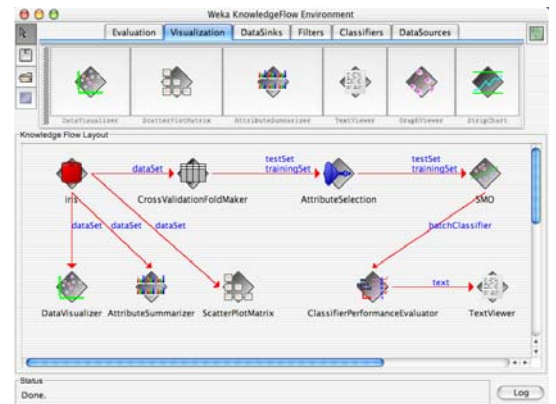 Weka KnowledgeFlow Environment
Evaluation Visualization DataSinks Filters Classifiers DataSources
DataVisualizer ScatterPlotMatrix AttributeSummarizer TextViewer GraphViewer StripChart
Knowledge Flow Layout
dataSet testSet testSet
trainingSet trainingSet
iris CrossValidationFoldMaker AttributeSelection SMO
dataSet dataSet dataSet batchClassifier
text
DataVisualizer AttributeSummarizer ScatterPlotMatrix ClassifierPerformanceEvaluator TextViewer
Status
Done. Log